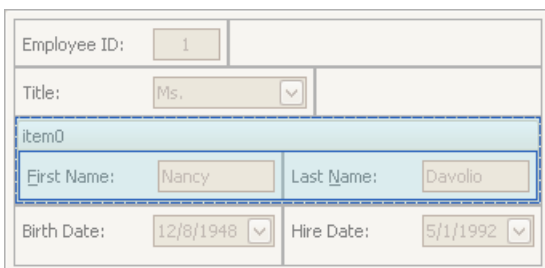 Employee ID: 1
Title: Ms.
item0
First Name: Nancy Last Name: Davolio
Birth Date: 12/8/1948 Hire Date: 5/1/1992